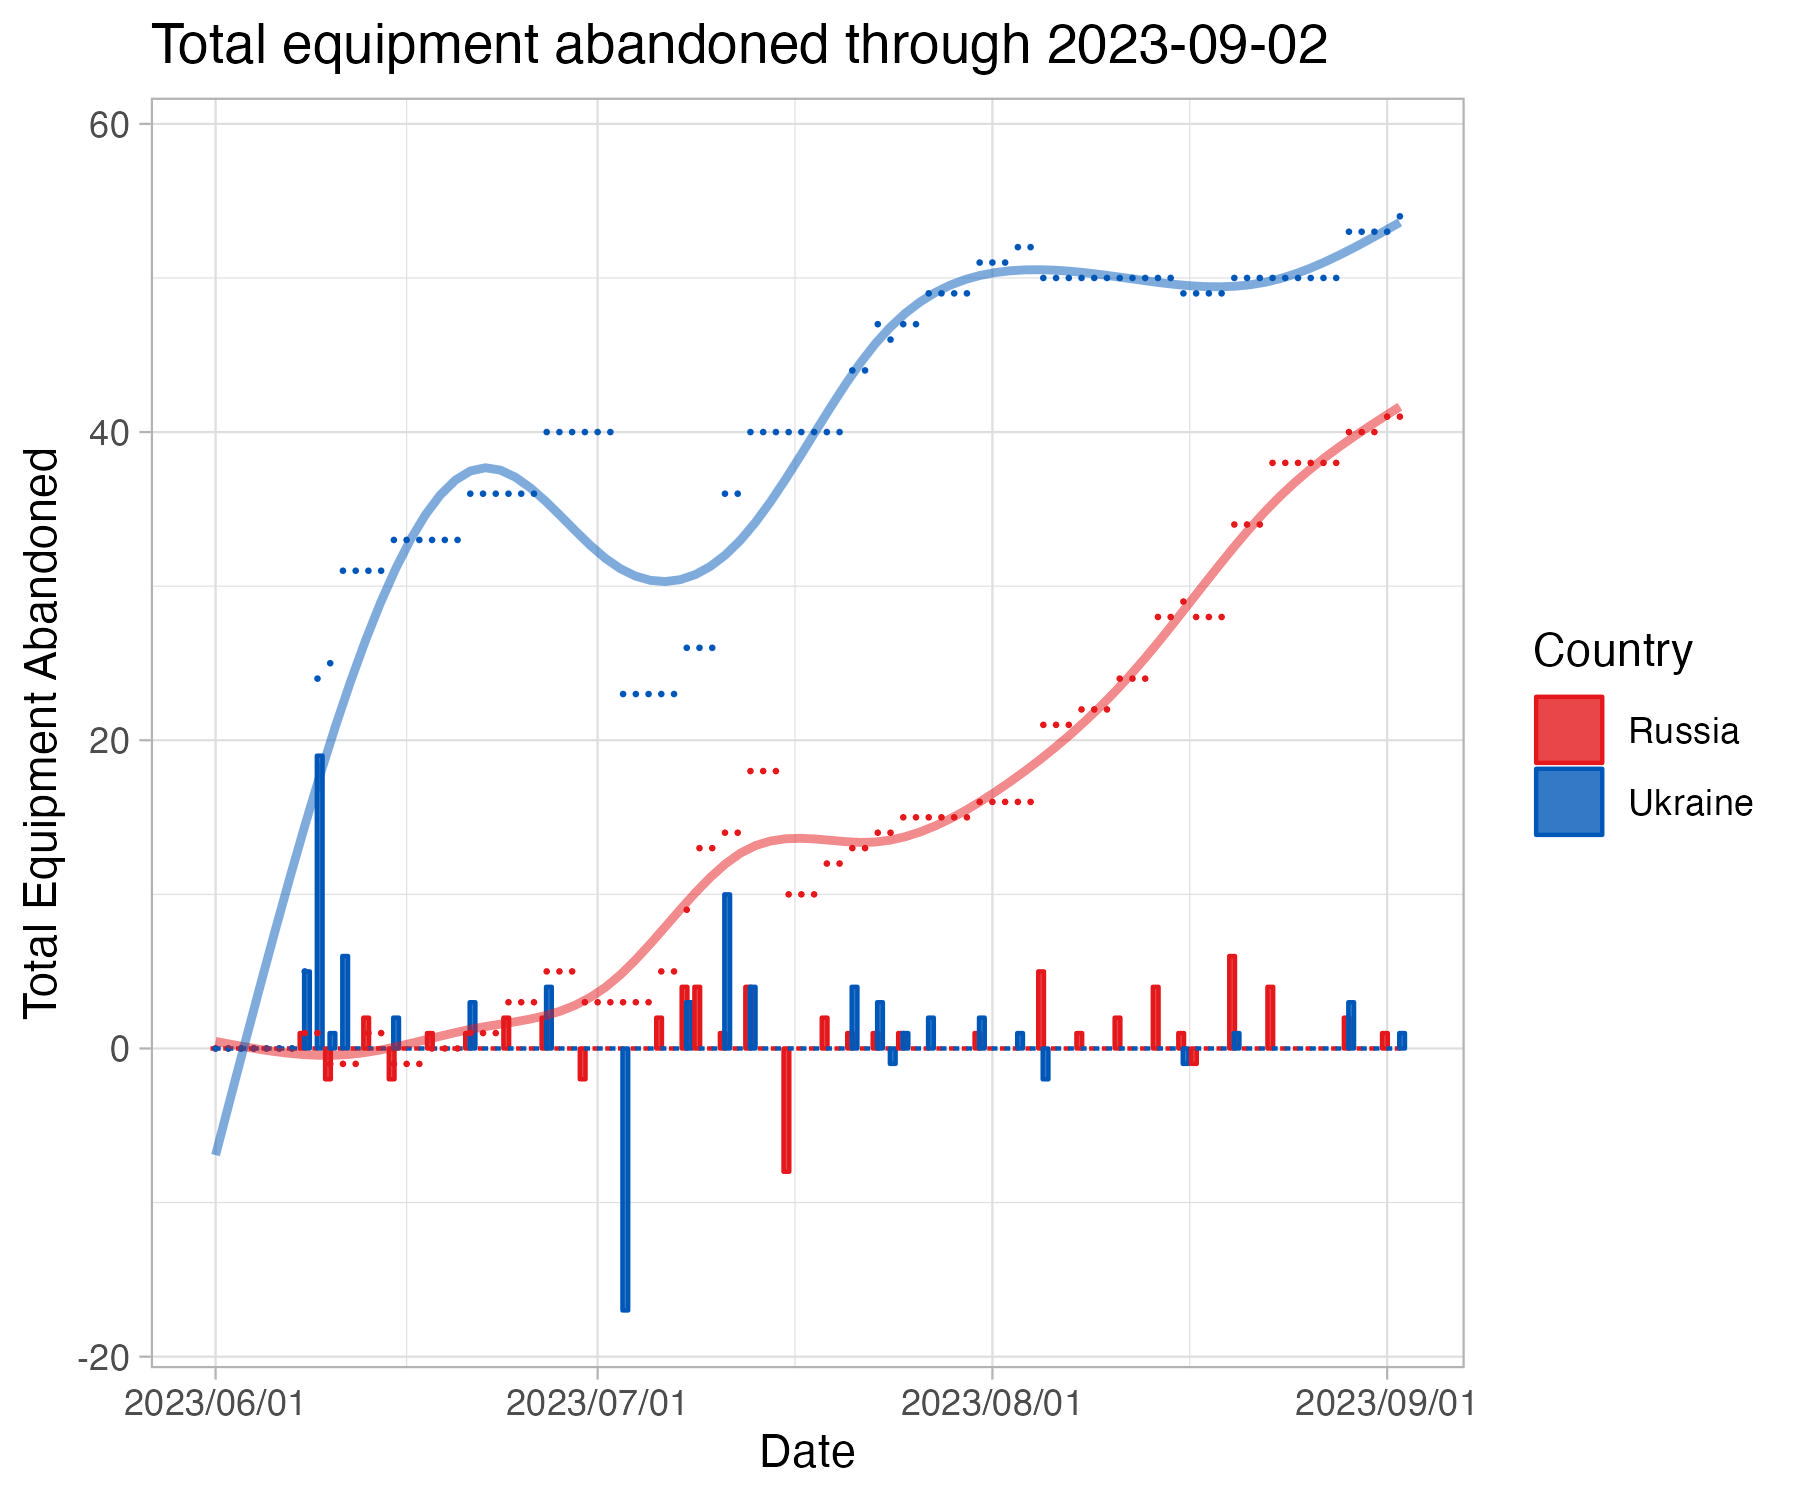 Total equipment abandoned through 2023-09-02
Total Equipment Abandoned
60
40
20
0
-20
2023/06/01
2023/07/01
2023/08/01
2023/09/01
Date
Country
Russia
Ukraine